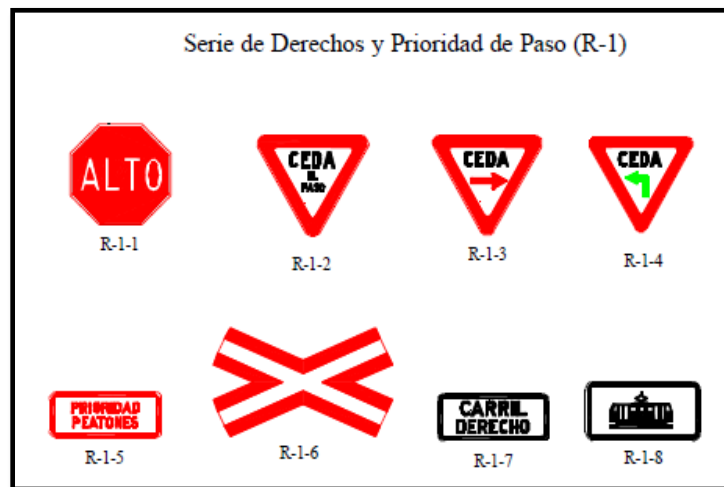 Serie de Derechos y Prioridad de Paso (R-1)
ALTO
R-1-1
CEDA
EL
PASO
R-1-2
CEDA
R-1-3
CEDA
R-1-4
PRIORIDAD
PEATONES
R-1-5
R-1-6
CARRIL
DERECHO
R-1-7
R-1-8